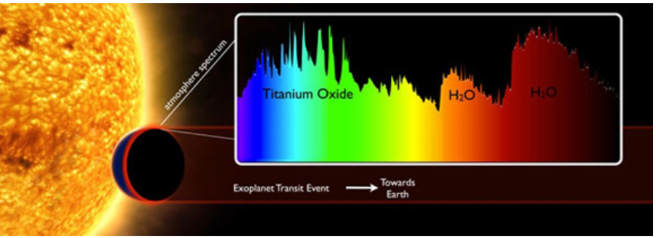 atmosphere spectrum
Titanium Oxide
H₂O
H₂O
Exoplanet Transit Event
Towards
Earth